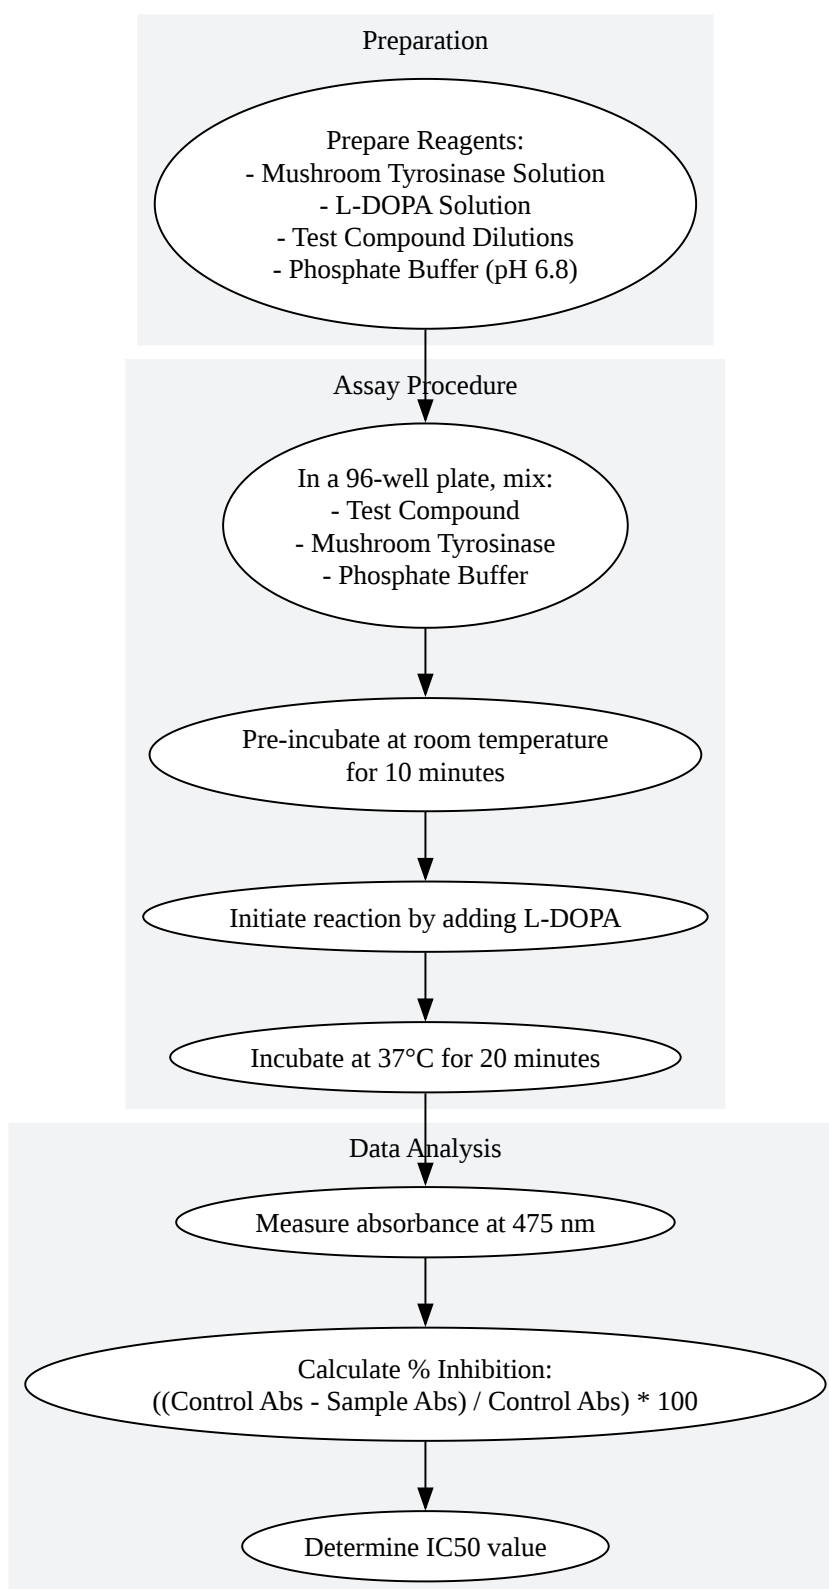 Preparation
Prepare Reagents:
- Mushroom Tyrosinase Solution
- L-DOPA Solution
- Test Compound Dilutions
- Phosphate Buffer (pH 6.8)
Assay Procedure
In a 96-well plate, mix:
- Test Compound
- Mushroom Tyrosinase
- Phosphate Buffer
Pre-incubate at room temperature
for 10 minutes
Initiate reaction by adding L-DOPA
Incubate at 37°C for 20 minutes
Data Analysis
Measure absorbance at 475 nm
Calculate % Inhibition:
((Control Abs - Sample Abs) / Control Abs) * 100
Determine IC50 value